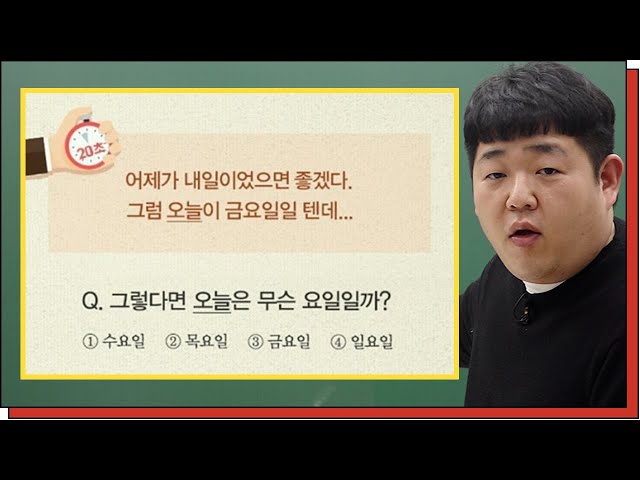 20초
어제가 내일이었으면 좋겠다.
그럼 오늘이 금요일일 텐데...
Q. 그렇다면 오늘은 무슨 요일일까?
① 수요일 ② 목요일 ③ 금요일 ④ 일요일